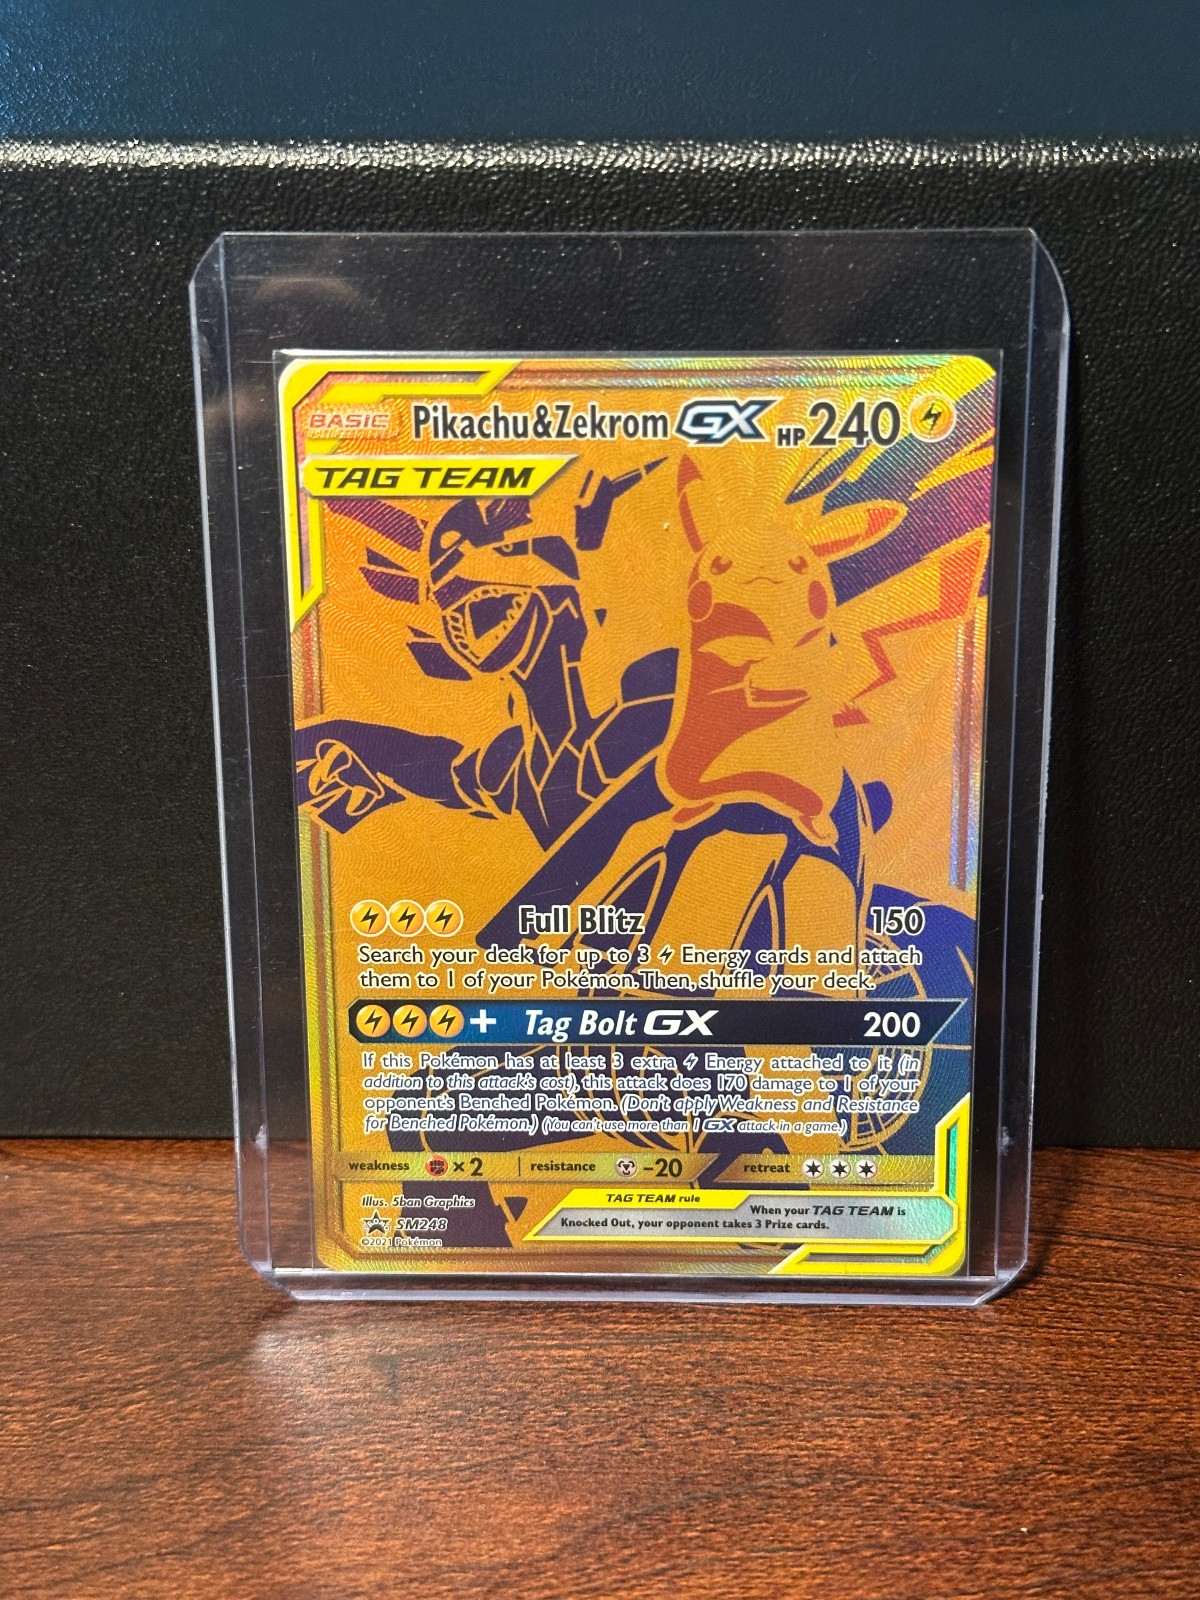 BASIC Pikachu&Zekrom GX HP 240
TAG TEAM
Full Blitz 150
Search your deck for up to 3 Energy cards and attach
them to 1 of your Pokémon. Then, shuffle your deck.
+ Tag Bolt GX 200
If this Pokémon has at least 3 extra Energy attached to it (in
addition to this attack's cost), this attack does 170 damage to 1 of your
opponent's Benched Pokémon. (Don't apply Weakness and Resistance
for Benched Pokémon.) (You can't use more than 1 GX attack in a game.)
weakness × 2 resistance -20 retreat
Illus. 5ban Graphics
SM248
©2021 Pokémon
TAG TEAM rule
When your TAG TEAM is
Knocked Out, your opponent takes 3 Prize cards.